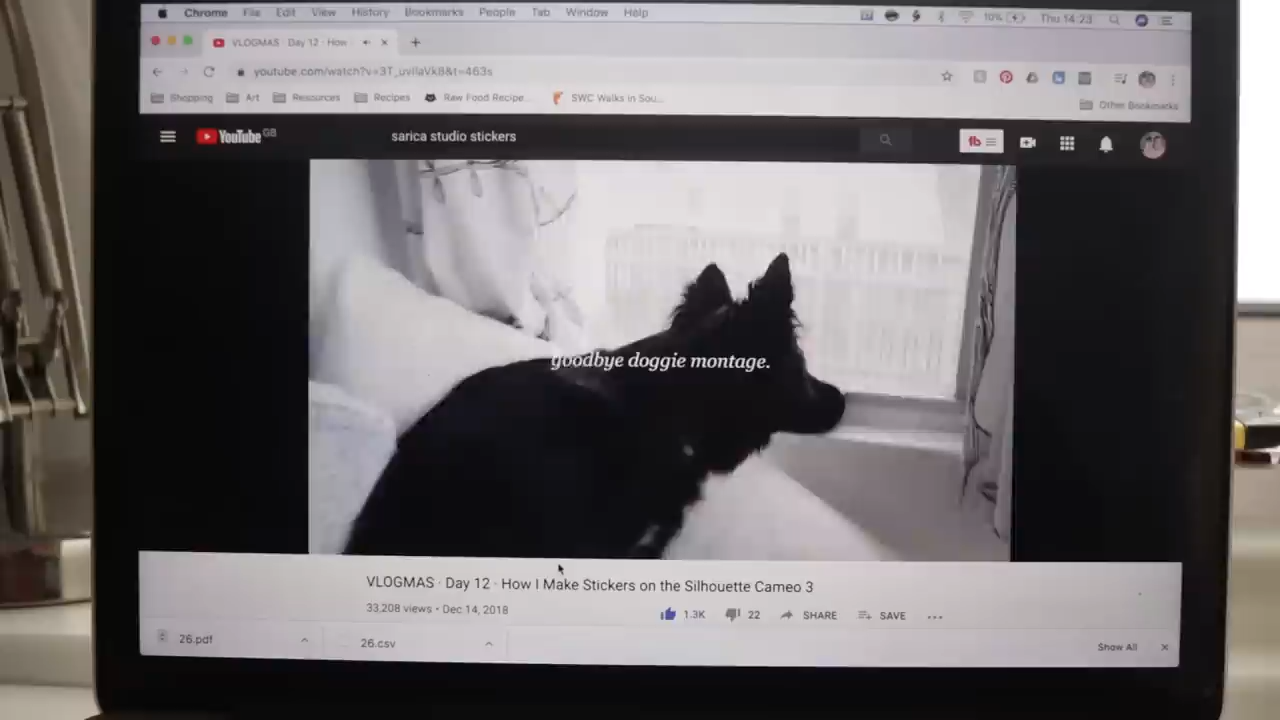 Chrome File Edit View History Bookmarks People Tab Window Help 10% Thu 14:23
VLOGMAS · Day 12 · How
youtube.com/watch?v=3T_uvilaVk8&t=463s
Shopping Art Resources Recipes Raw Food Recipe... SWC Walks in Sou...
Other Bookmarks
YouTube GB sarica studio stickers
goodbye doggie montage.
VLOGMAS · Day 12 · How I Make Stickers on the Silhouette Cameo 3
33,208 views • Dec 14, 2018 1.3K 22 SHARE SAVE
26.pdf 26.csv Show All